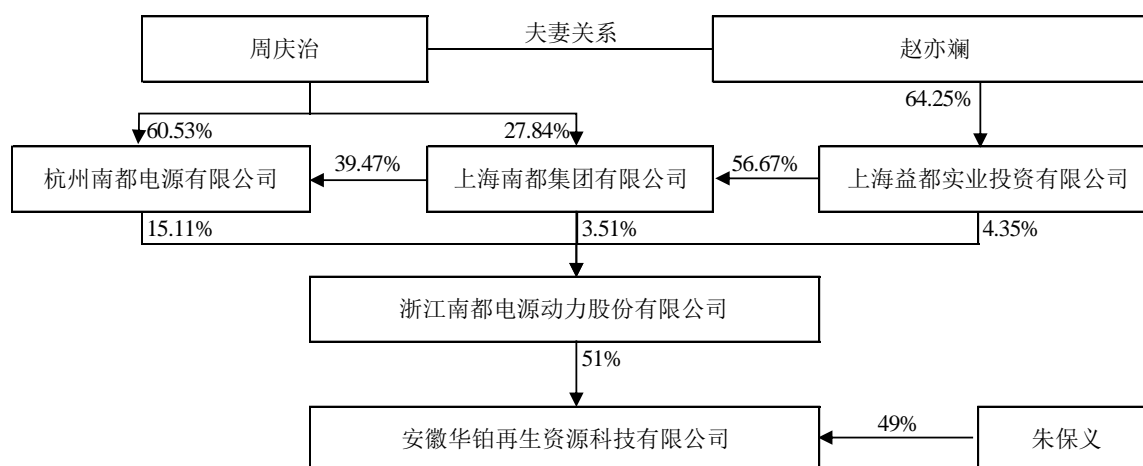 夫妻关系
周庆治
赵亦斓
64.25%
60.53%
27.84%
39.47%
56.67%
杭州南都电源有限公司
上海南都集团有限公司
上海益都实业投资有限公司
15.11%
3.51%
4.35%
浙江南都电源动力股份有限公司
51%
49%
安徽华铂再生资源科技有限公司
朱保义